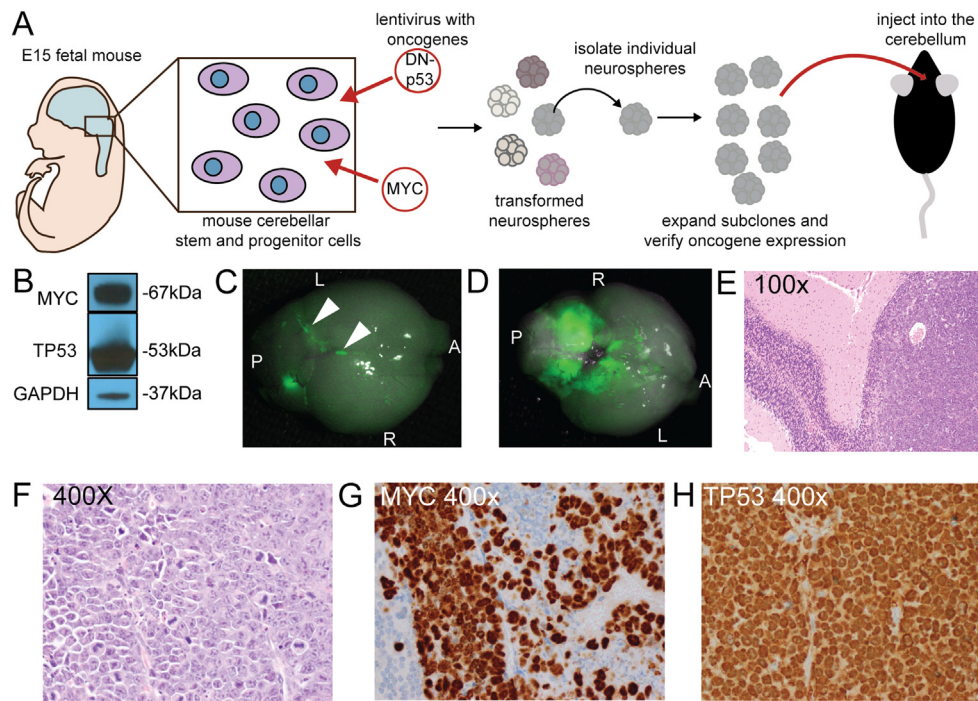 A
E15 fetal mouse
mouse cerebellar
stem and progenitor cells
lentivirus with
oncogenes
DN-
p53
MYC
transformed
neurospheres
isolate individual
neurospheres
expand subclones and
verify oncogene expression
inject into the
cerebellum
B
MYC
-67kDa
TP53
-53kDa
GAPDH
-37kDa
C
L
P
A
R
D
R
P
A
L
E
100x
F
400X
G
MYC 400x
H
TP53 400x